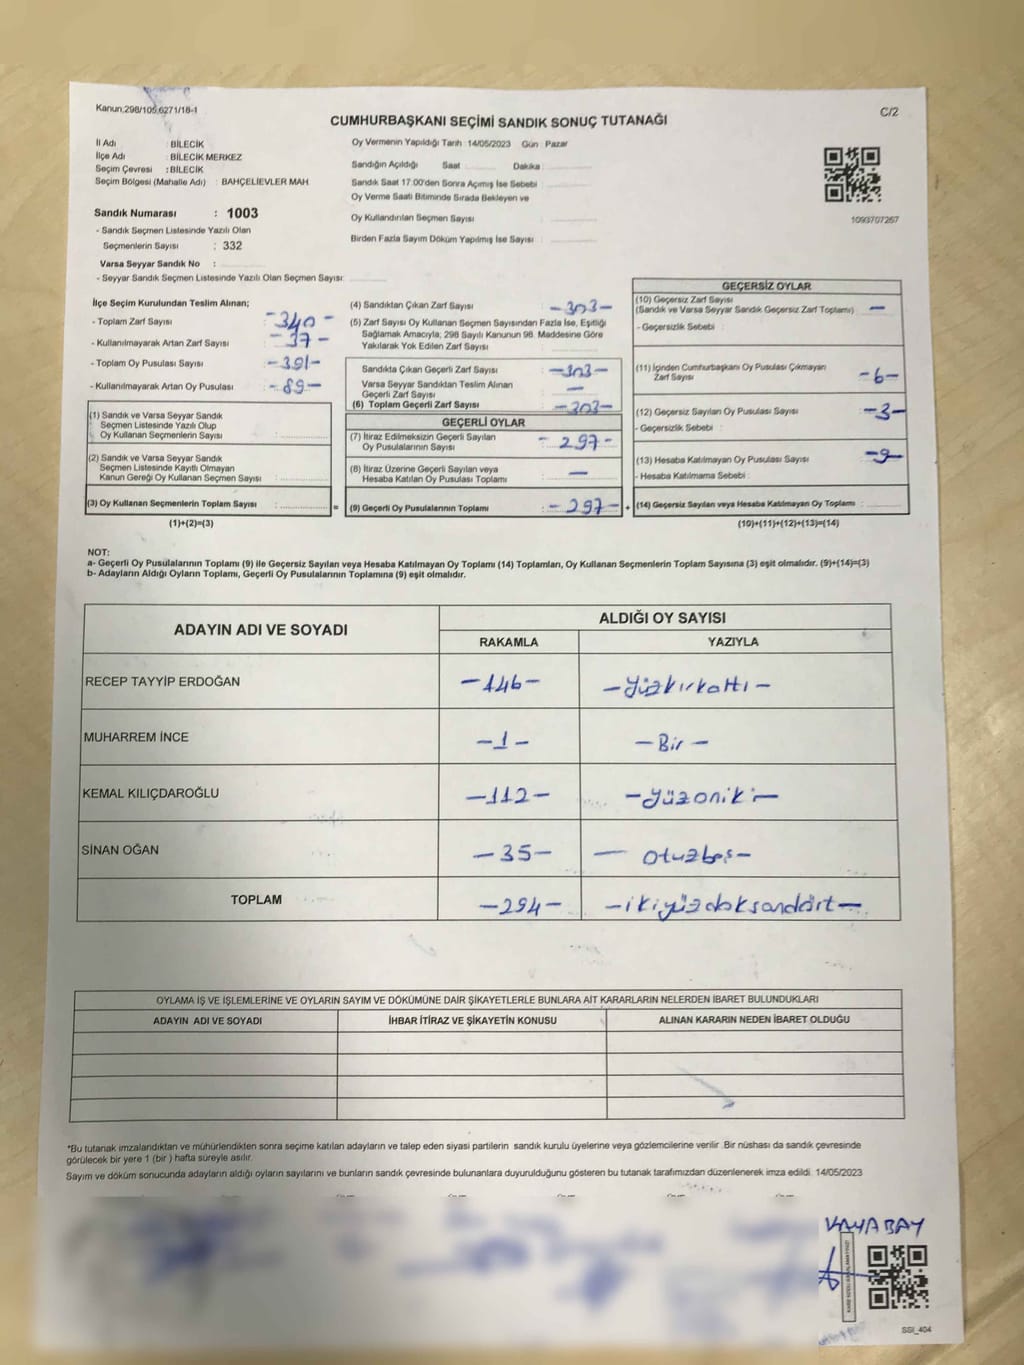 Kanun:298/105,6271/18-1
C/2
CUMHURBAŞKANI SEÇİMİ SANDIK SONUÇ TUTANAĞI
İl Adı : BİLECİK
İlçe Adı : BİLECİK MERKEZ
Seçim Çevresi : BİLECİK
Seçim Bölgesi (Mahalle Adı) : BAHÇELİEVLER MAH.
Sandık Numarası : 1003
- Sandık Seçmen Listesinde Yazılı Olan
Seçmenlerin Sayısı : 332
Varsa Seyyar Sandık No :
- Seyyar Sandık Seçmen Listesinde Yazılı Olan Seçmen Sayısı:
Oy Vermenin Yapıldığı Tarih: 14/05/2023 Gün : Pazar
Sandığın Açıldığı Saat Dakika :
Sandık Saat 17.00'den Sonra Açımış İse Sebebi :
Oy Verme Saati Bitiminde Sırada Bekleyen ve
Oy Kullandırılan Seçmen Sayısı :
Birden Fazla Sayım Döküm Yapılmış İse Sayısı :
1093707267
İlçe Seçim Kurulundan Teslim Alınan;
- Toplam Zarf Sayısı -340-
- Kullanılmayarak Artan Zarf Sayısı -37-
- Toplam Oy Pusulası Sayısı -391-
- Kullanılmayarak Artan Oy Pusulası -89-
(1) Sandık ve Varsa Seyyar Sandık
Seçmen Listesinde Yazılı Olup
Oy Kullanan Seçmenlerin Sayısı :
(2) Sandık ve Varsa Seyyar Sandık
Seçmen Listesinde Kayıtlı Olmayan
Kanun Gereği Oy Kullanan Seçmen Sayısı :
(3) Oy Kullanan Seçmenlerin Toplam Sayısı :
(1)+(2)=(3)
(4) Sandıktan Çıkan Zarf Sayısı -303-
(5) Zarf Sayısı Oy Kullanan Seçmen Sayısından Fazla İse, Eşitliği
Sağlamak Amacıyla, 298 Sayılı Kanunun 98. Maddesine Göre
Yakılarak Yok Edilen Zarf Sayısı :
Sandıkta Çıkan Geçerli Zarf Sayısı -303-
Varsa Seyyar Sandıktan Teslim Alınan
Geçerli Zarf Sayısı : —
(6) Toplam Geçerli Zarf Sayısı -303-
GEÇERLİ OYLAR
(7) İtiraz Edilmeksizin Geçerli Sayılan
Oy Pusulalarının Sayısı -297-
(8) İtiraz Üzerine Geçerli Sayılan veya
Hesaba Katılan Oy Pusulası Toplamı —
= (9) Geçerli Oy Pusulalarının Toplamı -297- +
GEÇERSİZ OYLAR
(10) Geçersiz Zarf Sayısı
(Sandık ve Varsa Seyyar Sandık Geçersiz Zarf Toplamı) —
- Geçersizlik Sebebi :
(11) İçinden Cumhurbaşkanı Oy Pusulası Çıkmayan
Zarf Sayısı -6-
(12) Geçersiz Sayılan Oy Pusulası Sayısı -3-
- Geçersizlik Sebebi :
(13) Hesaba Katılmayan Oy Pusulası Sayısı -9-
- Hesaba Katılmama Sebebi :
(14) Geçersiz Sayılan veya Hesaba Katılmayan Oy Toplamı :
(10)+(11)+(12)+(13)=(14)
NOT:
a- Geçerli Oy Pusulalarının Toplamı (9) ile Geçersiz Sayılan veya Hesaba Katılmayan Oy Toplamı (14) Toplamları, Oy Kullanan Seçmenlerin Toplam Sayısına (3) eşit olmalıdır. (9)+(14)=(3)
b- Adayların Aldığı Oyların Toplamı, Geçerli Oy Pusulalarının Toplamına (9) eşit olmalıdır.
ADAYIN ADI VE SOYADI
ALDIĞI OY SAYISI
RAKAMLA YAZIYLA
RECEP TAYYİP ERDOĞAN -146- -Yüzkırkaltı-
MUHARREM İNCE -1- -Bir-
KEMAL KILIÇDAROĞLU -112- -Yüzoniki-
SİNAN OĞAN -35- -otuzbeş-
TOPLAM -294- -ikiyüzdoksandört-
OYLAMA İŞ VE İŞLEMLERİNE VE OYLARIN SAYIM VE DÖKÜMÜNE DAİR ŞİKAYETLERLE BUNLARA AİT KARARLARIN NELERDEN İBARET BULUNDUKLARI
ADAYIN ADI VE SOYADI İHBAR İTİRAZ VE ŞİKAYETİN KONUSU ALINAN KARARIN NEDEN İBARET OLDUĞU
*Bu tutanak imzalandıktan ve mühürlendikten sonra seçime katılan adayların ve talep eden siyasi partilerin sandık kurulu üyelerine veya gözlemcilerine verilir. Bir nüshası da sandık çevresinde
görülecek bir yere 1 (bir) hafta süreyle asılır.
Sayım ve döküm sonucunda adayların aldığı oyların sayılarını ve bunların sandık çevresinde bulunanlara duyurulduğunu gösteren bu tutanak tarafımızdan düzenlenerek imza edildi. 14/05/2023
KAYABAY
SSI_404